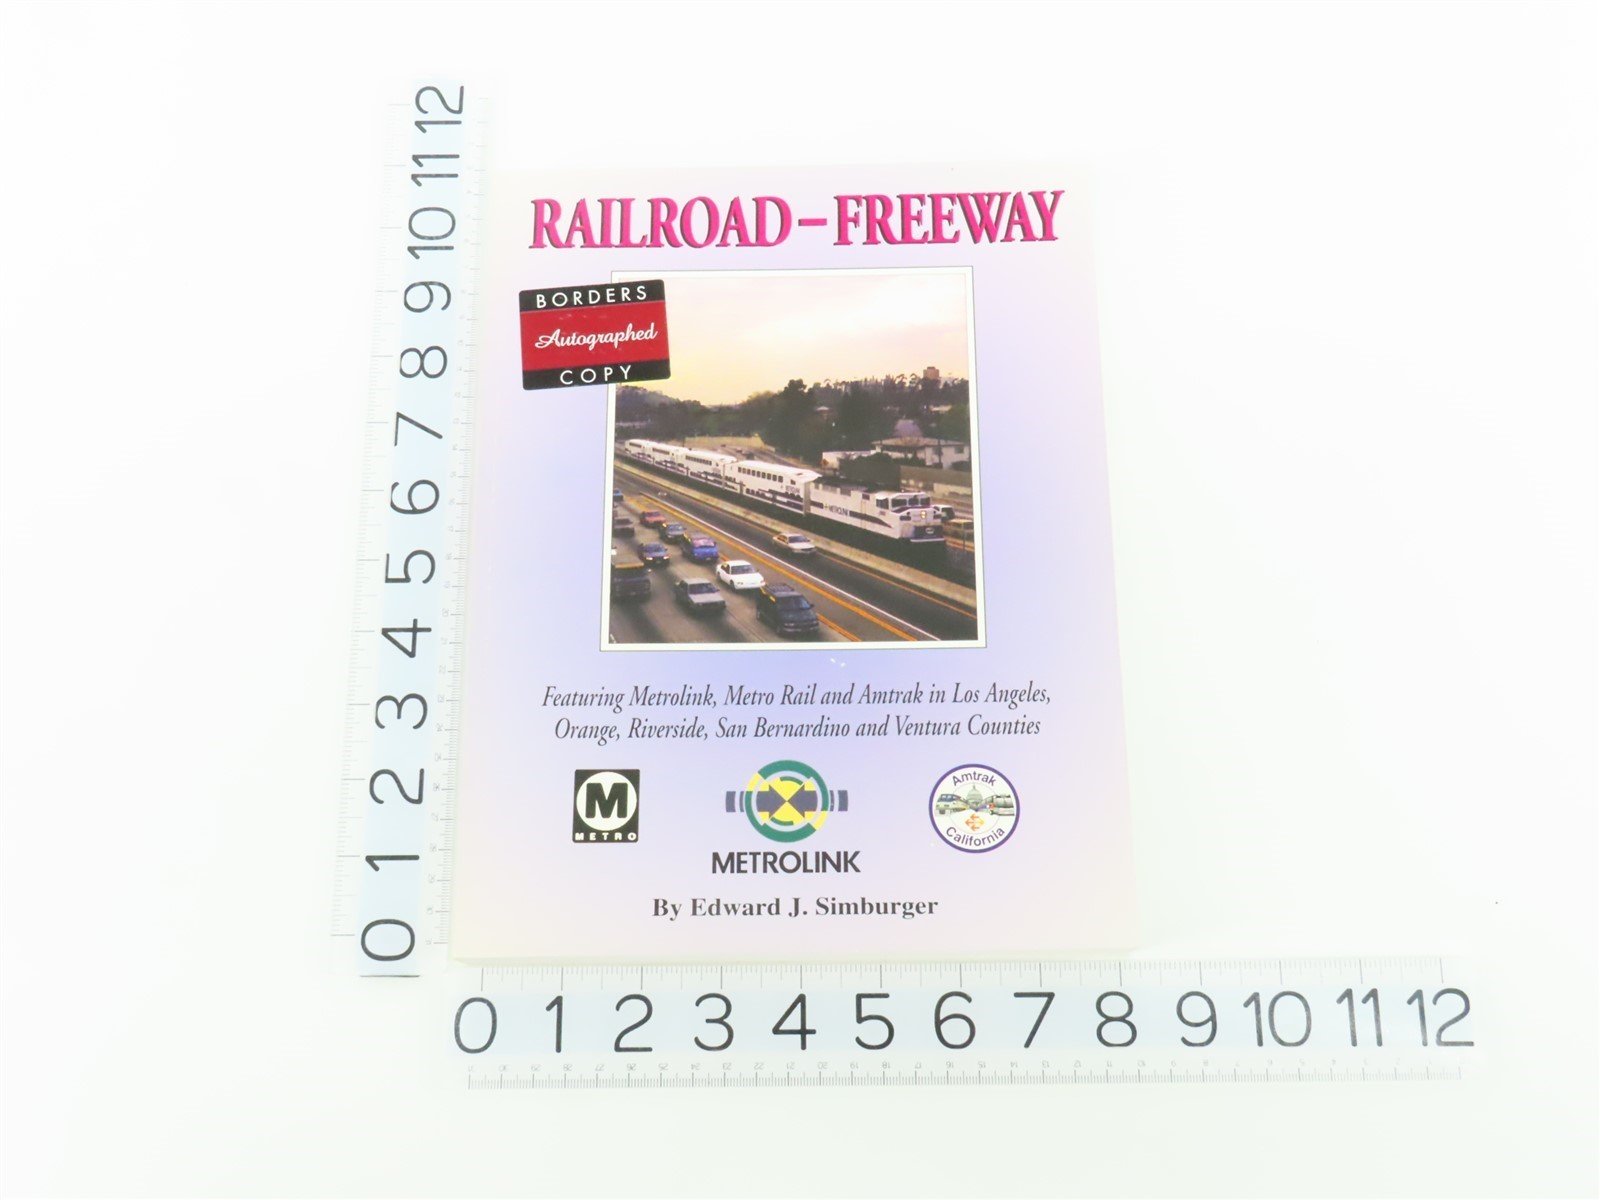 RAILROAD – FREEWAY
BORDERS
Autographed
COPY
METROLINK
Featuring Metrolink, Metro Rail and Amtrak in Los Angeles,
Orange, Riverside, San Bernardino and Ventura Counties
M
METRO
METROLINK
Amtrak
California
By Edward J. Simburger
12
11
10
9
8
7
6
5
4
3
2
1
0
0 1 2 3 4 5 6 7 8 9 10 11 12